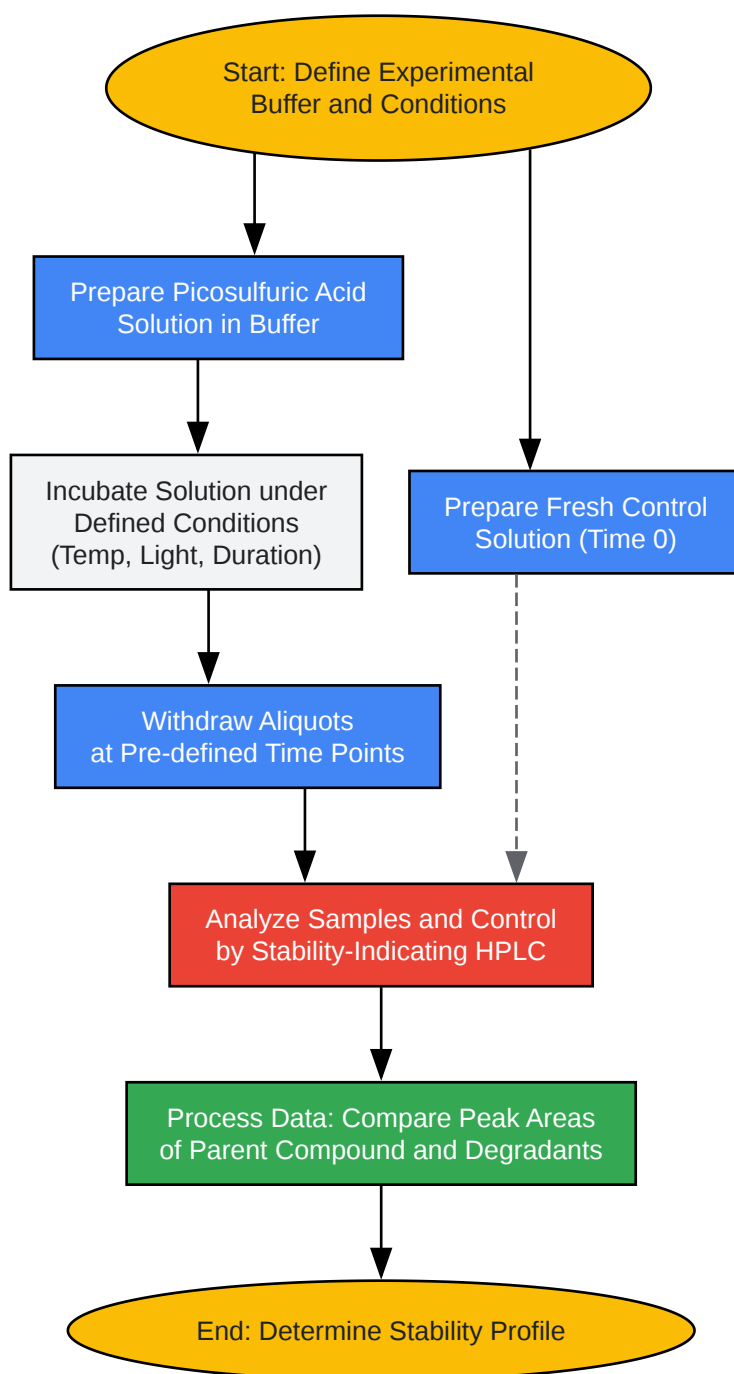 Start: Define Experimental
Buffer and Conditions
Prepare Picosulfuric Acid
Solution in Buffer
Incubate Solution under
Defined Conditions
(Temp, Light, Duration)
Prepare Fresh Control
Solution (Time 0)
Withdraw Aliquots
at Pre-defined Time Points
Analyze Samples and Control
by Stability-Indicating HPLC
Process Data: Compare Peak Areas
of Parent Compound and Degradants
End: Determine Stability Profile